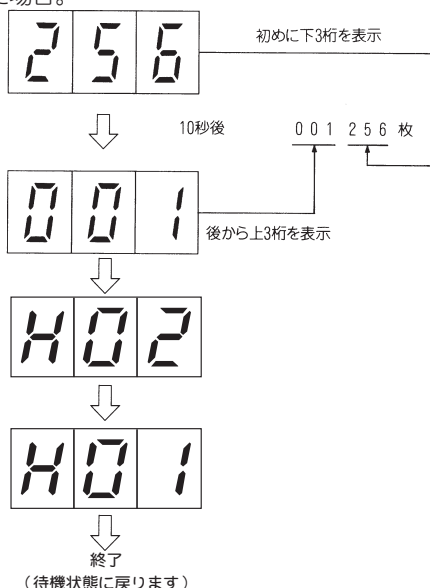 た場合。
256 初めに下3桁を表示
10秒後 001 256 枚
001
後から上3桁を表示
H02
H01
終了
（待機状態に戻ります）